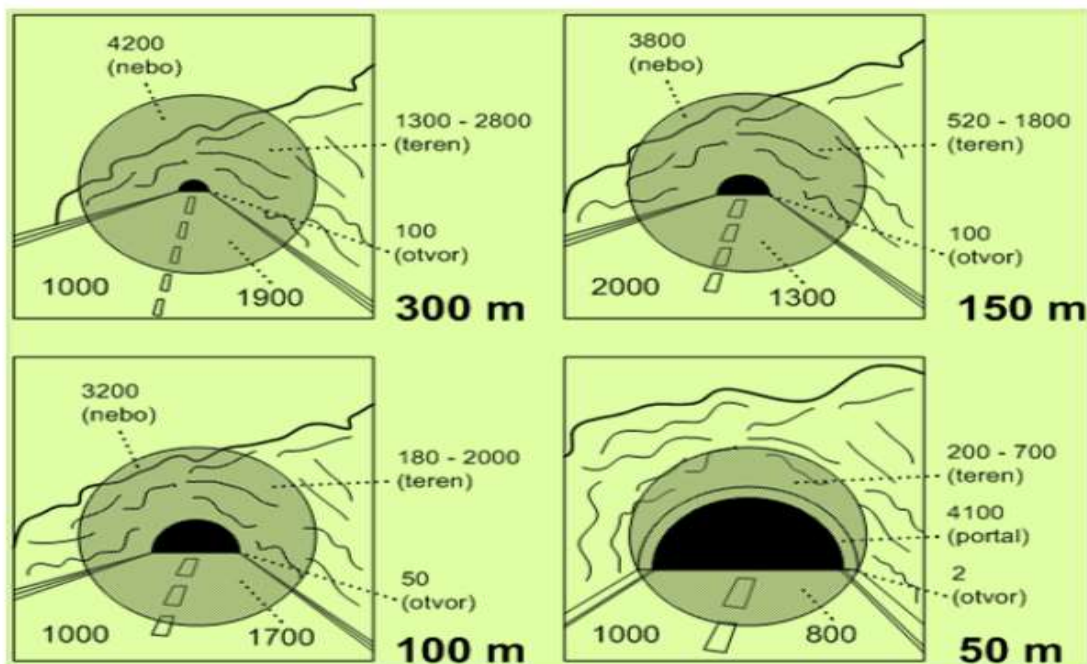 4200
(nebo)
1300 - 2800
(teren)
100
(otvor)
1000
1900
300 m
3800
(nebo)
520 - 1800
(teren)
100
(otvor)
2000
1300
150 m
3200
(nebo)
180 - 2000
(teren)
50
(otvor)
1000
1700
100 m
200 - 700
(teren)
4100
(portal)
2
(otvor)
1000
800
50 m